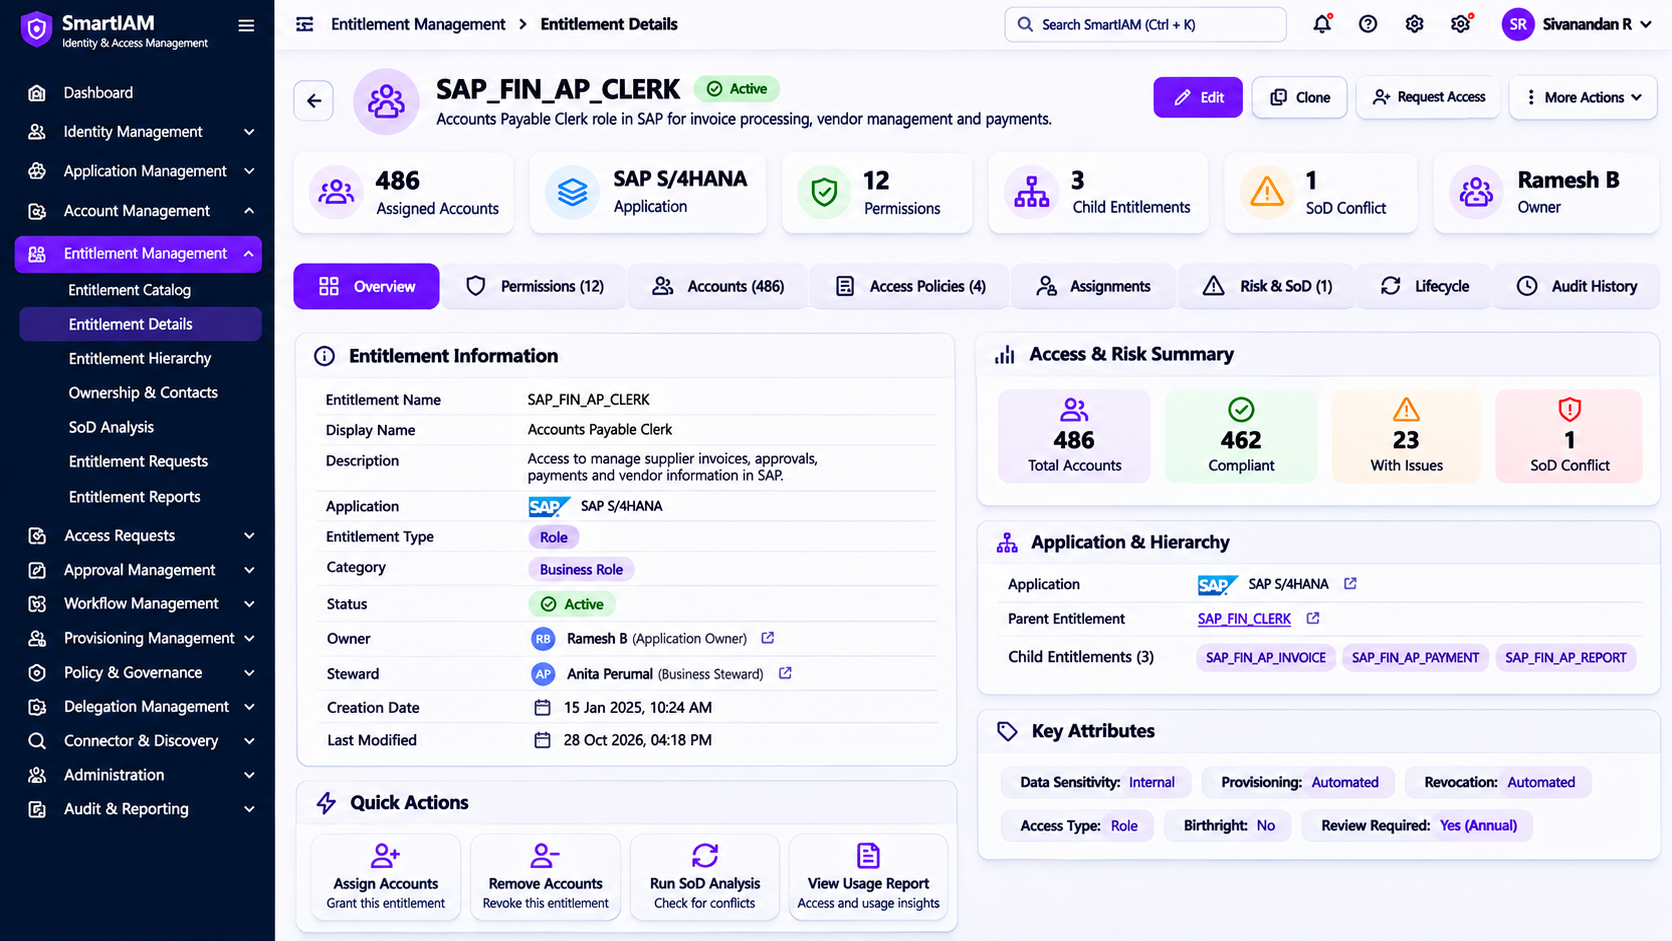 SmartIAM
Identity & Access Management
Dashboard
Identity Management
Application Management
Account Management
Entitlement Management
Entitlement Catalog
Entitlement Details
Entitlement Hierarchy
Ownership & Contacts
SoD Analysis
Entitlement Requests
Entitlement Reports
Access Requests
Approval Management
Workflow Management
Provisioning Management
Policy & Governance
Delegation Management
Connector & Discovery
Administration
Audit & Reporting
Entitlement Management > Entitlement Details
Search SmartIAM (Ctrl + K)
SR Sivanandan R
SAP_FIN_AP_CLERK Active
Accounts Payable Clerk role in SAP for invoice processing, vendor management and payments.
Edit
Clone
Request Access
More Actions
486
Assigned Accounts
SAP S/4HANA
Application
12
Permissions
3
Child Entitlements
1
SoD Conflict
Ramesh B
Owner
Overview
Permissions (12)
Accounts (486)
Access Policies (4)
Assignments
Risk & SoD (1)
Lifecycle
Audit History
Entitlement Information
Entitlement Name SAP_FIN_AP_CLERK
Display Name Accounts Payable Clerk
Description Access to manage supplier invoices, approvals,
payments and vendor information in SAP.
Application SAP SAP S/4HANA
Entitlement Type Role
Category Business Role
Status Active
Owner RB Ramesh B (Application Owner)
Steward AP Anita Perumal (Business Steward)
Creation Date 15 Jan 2025, 10:24 AM
Last Modified 28 Oct 2026, 04:18 PM
Quick Actions
Assign Accounts
Grant this entitlement
Remove Accounts
Revoke this entitlement
Run SoD Analysis
Check for conflicts
View Usage Report
Access and usage insights
Access & Risk Summary
486
Total Accounts
462
Compliant
23
With Issues
1
SoD Conflict
Application & Hierarchy
Application SAP SAP S/4HANA
Parent Entitlement SAP_FIN_CLERK
Child Entitlements (3) SAP_FIN_AP_INVOICE SAP_FIN_AP_PAYMENT SAP_FIN_AP_REPORT
Key Attributes
Data Sensitivity: Internal Provisioning: Automated Revocation: Automated
Access Type: Role Birthright: No Review Required: Yes (Annual)